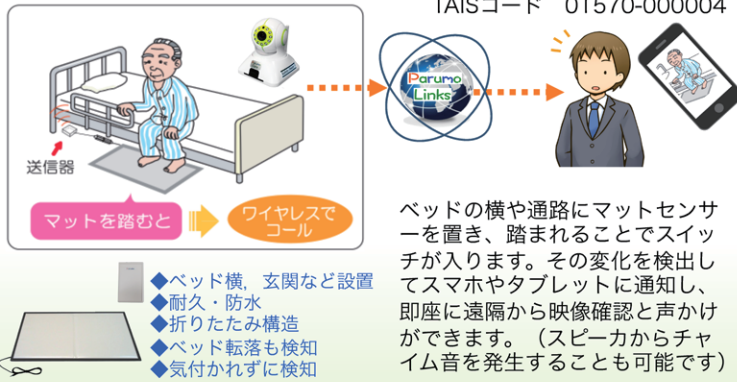 TAISコード　01570-000004
Parumo
Links
送信器
マットを踏むと
ワイヤレスで
コール
◆ベッド横，玄関など設置
◆耐久・防水
◆折りたたみ構造
◆ベッド転落も検知
◆気付かれずに検知
ベッドの横や通路にマットセンサ
ーを置き、踏まれることでスイッ
チが入ります。その変化を検出し
てスマホやタブレットに通知し、
即座に遠隔から映像確認と声かけ
ができます。（スピーカからチャ
イム音を発生することも可能です）